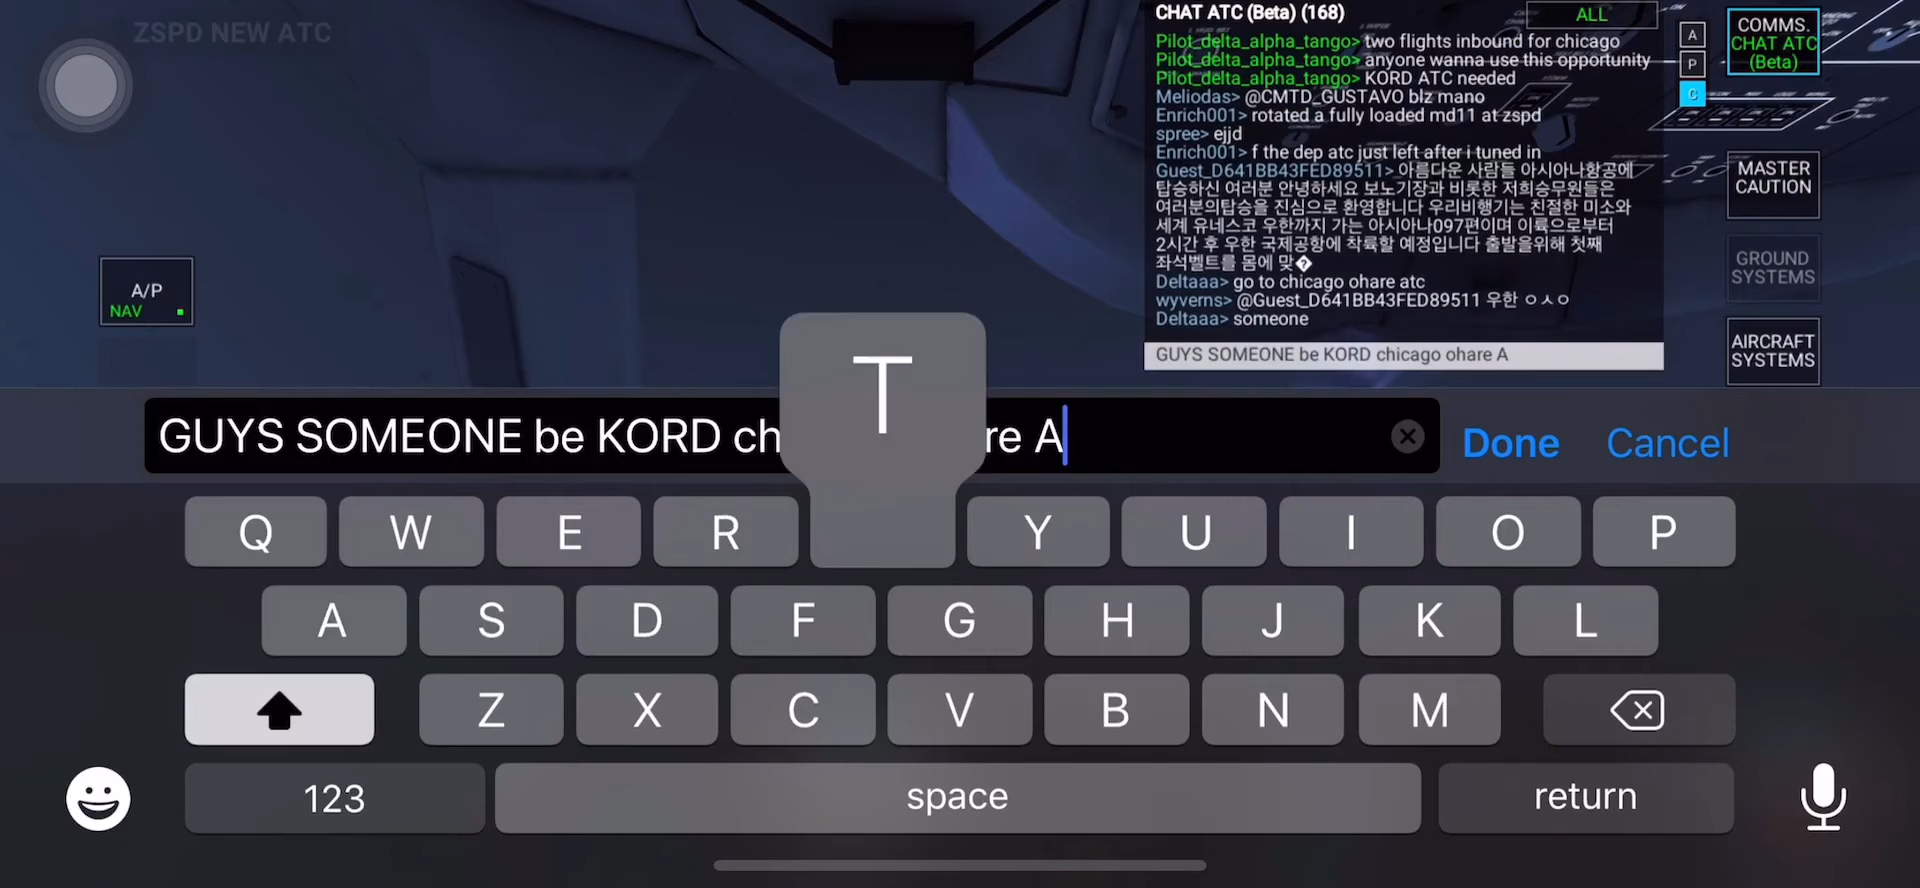 ZSPD NEW ATC
CHAT ATC (Beta) (168)
ALL
Pilot_delta_alpha_tango> two flights inbound for chicago
Pilot_delta_alpha_tango> anyone wanna use this opportunity
Pilot_delta_alpha_tango> KORD ATC needed
Meliodas> @CMTD_GUSTAVO blz mano
Enrich001> rotated a fully loaded md11 at zspd
spree> ejjd
Enrich001> f the dep atc just left after i tuned in
Guest_D641BB43FED89511> 아름다운 사람들 아시아나항공에
탑승하신 여러분 안녕하세요 보노기장과 비롯한 저희승무원들은
여러분의탑승을 진심으로 환영합니다 우리비행기는 친절한 미소와
세계 유네스코 우한까지 가는 아시아나097편이며 이륙으로부터
2시간 후 우한 국제공항에 착륙할 예정입니다 출발을위해 첫째
좌석벨트를 몸에 맞�
Deltaaa> go to chicago ohare atc
wyverns> @Guest_D641BB43FED89511 우한 ㅇㅅㅇ
Deltaaa> someone
GUYS SOMEONE be KORD chicago ohare A
A
P
C
COMMS.
CHAT ATC
(Beta)
MASTER
CAUTION
GROUND
SYSTEMS
AIRCRAFT
SYSTEMS
A/P
NAV
GUYS SOMEONE be KORD ch re A
Done Cancel
T
Q W E R Y U I O P
A S D F G H J K L
Z X C V B N M
123 space return